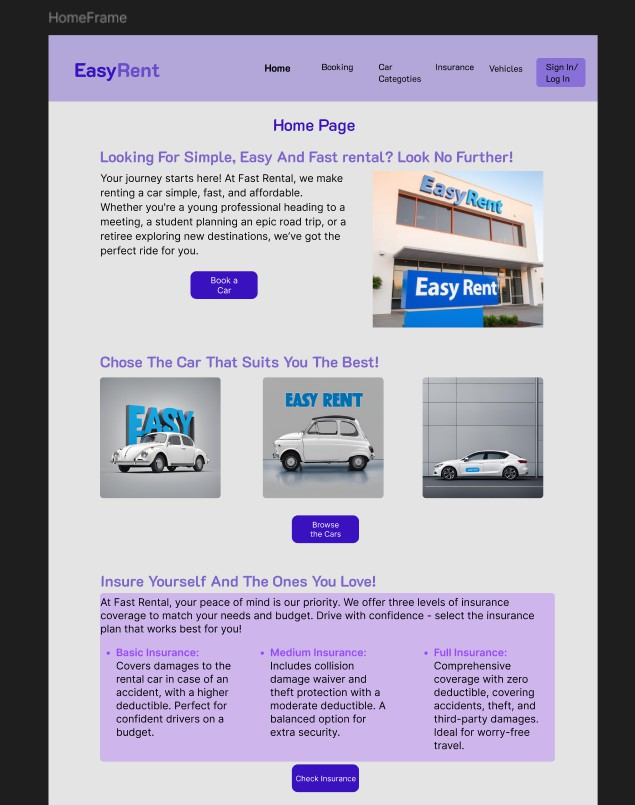 HomeFrame
EasyRent
Home
Booking
Car
Categoties
Insurance
Vehicles
Sign In/
Log In
Home Page
Looking For Simple, Easy And Fast rental? Look No Further!
Your journey starts here! At Fast Rental, we make
renting a car simple, fast, and affordable.
Whether you're a young professional heading to a
meeting, a student planning an epic road trip, or a
retiree exploring new destinations, we've got the
perfect ride for you.
EasyRent
Easy Rent
Book a
Car
Chose The Car That Suits You The Best!
EASY
EASY RENT
Browse
the Cars
Insure Yourself And The Ones You Love!
At Fast Rental, your peace of mind is our priority. We offer three levels of insurance
coverage to match your needs and budget. Drive with confidence - select the insurance
plan that works best for you!
• Basic Insurance:
Covers damages to the
rental car in case of an
accident, with a higher
deductible. Perfect for
confident drivers on a
budget.
• Medium Insurance:
Includes collision
damage waiver and
theft protection with a
moderate deductible. A
balanced option for
extra security.
• Full Insurance:
Comprehensive
coverage with zero
deductible, covering
accidents, theft, and
third-party damages.
Ideal for worry-free
travel.
Check Insurance